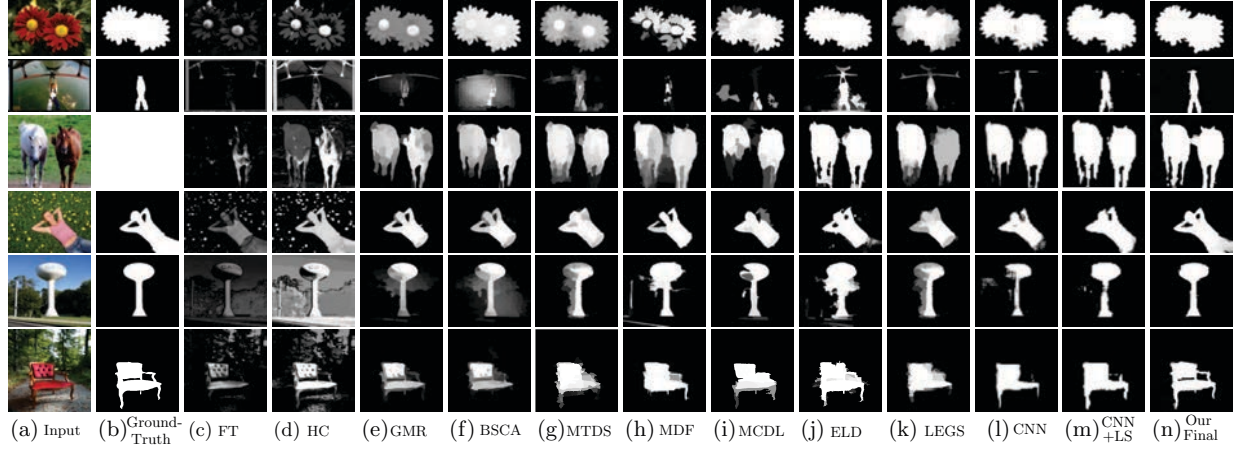 (a) Input (b) Ground-Truth (c) FT (d) HC (e) GMR (f) BSCA (g) MTDS (h) MDF (i) MCDL (j) ELD (k) LEGS (l) CNN (m) CNN +LS (n) Our Final